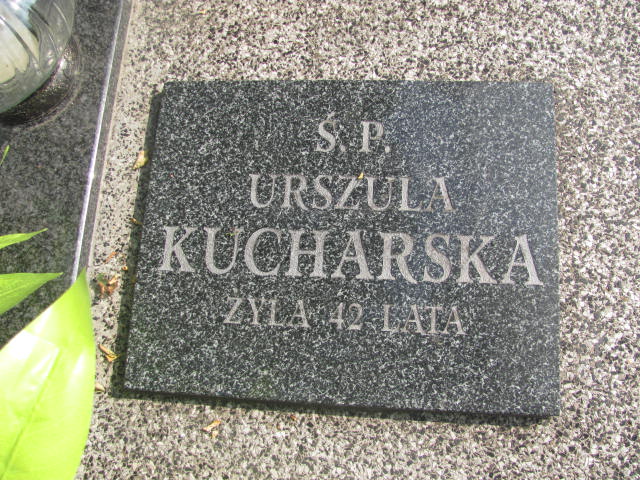 Ś. P.
URSZULA
KUCHARSKA
ŻYŁA 42 LATA